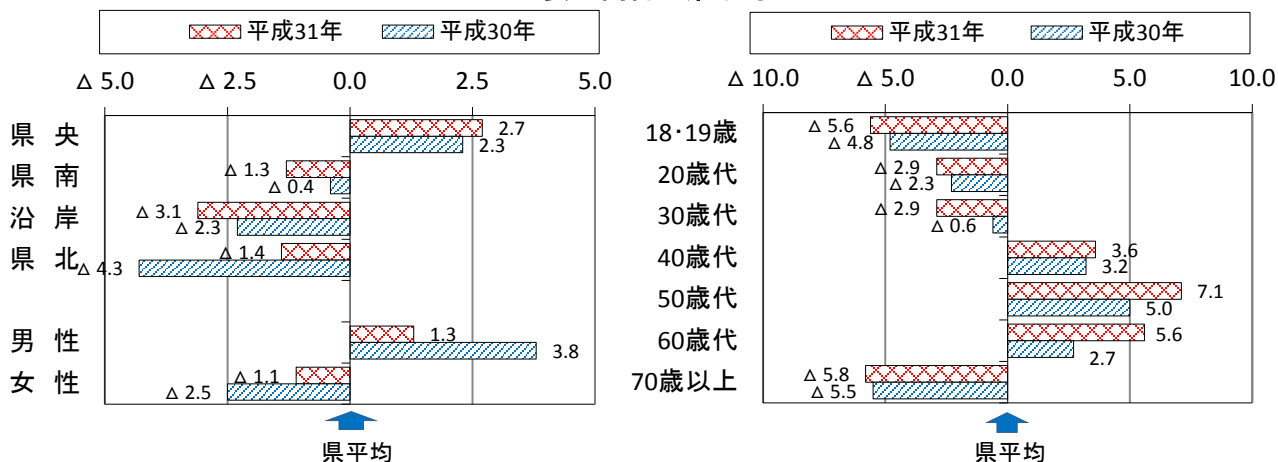 平成31年 平成30年
△ 5.0 △ 2.5 0.0 2.5 5.0
県 央 2.7
2.3
県 南 △ 1.3
△ 0.4
沿 岸 △ 3.1
△ 2.3
県 北 △ 1.4
△ 4.3
男 性 1.3
3.8
女 性 △ 1.1
△ 2.5
県平均
平成31年 平成30年
△ 10.0 △ 5.0 0.0 5.0 10.0
18･19歳 △ 5.6
△ 4.8
20歳代 △ 2.9
△ 2.3
30歳代 △ 2.9
△ 0.6
40歳代 3.6
3.2
50歳代 7.1
5.0
60歳代 5.6
2.7
70歳以上 △ 5.8
△ 5.5
県平均